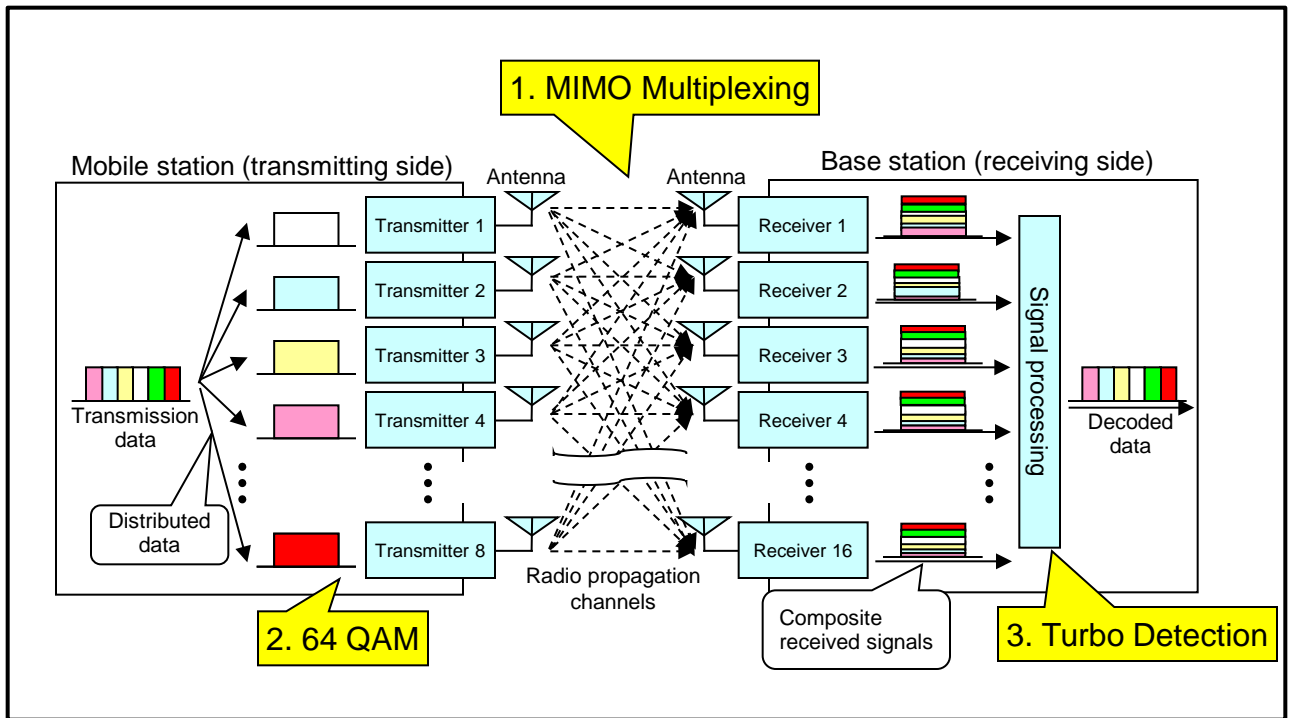 1. MIMO Multiplexing
Mobile station (transmitting side)
Base station (receiving side)
Antenna
Antenna
Transmitter 1
Receiver 1
Transmitter 2
Receiver 2
Transmitter 3
Receiver 3
Transmitter 4
Receiver 4
Transmission
data
Signal processing
Decoded
data
Distributed
data
Transmitter 8
Receiver 16
Radio propagation
channels
2. 64 QAM
Composite
received signals
3. Turbo Detection